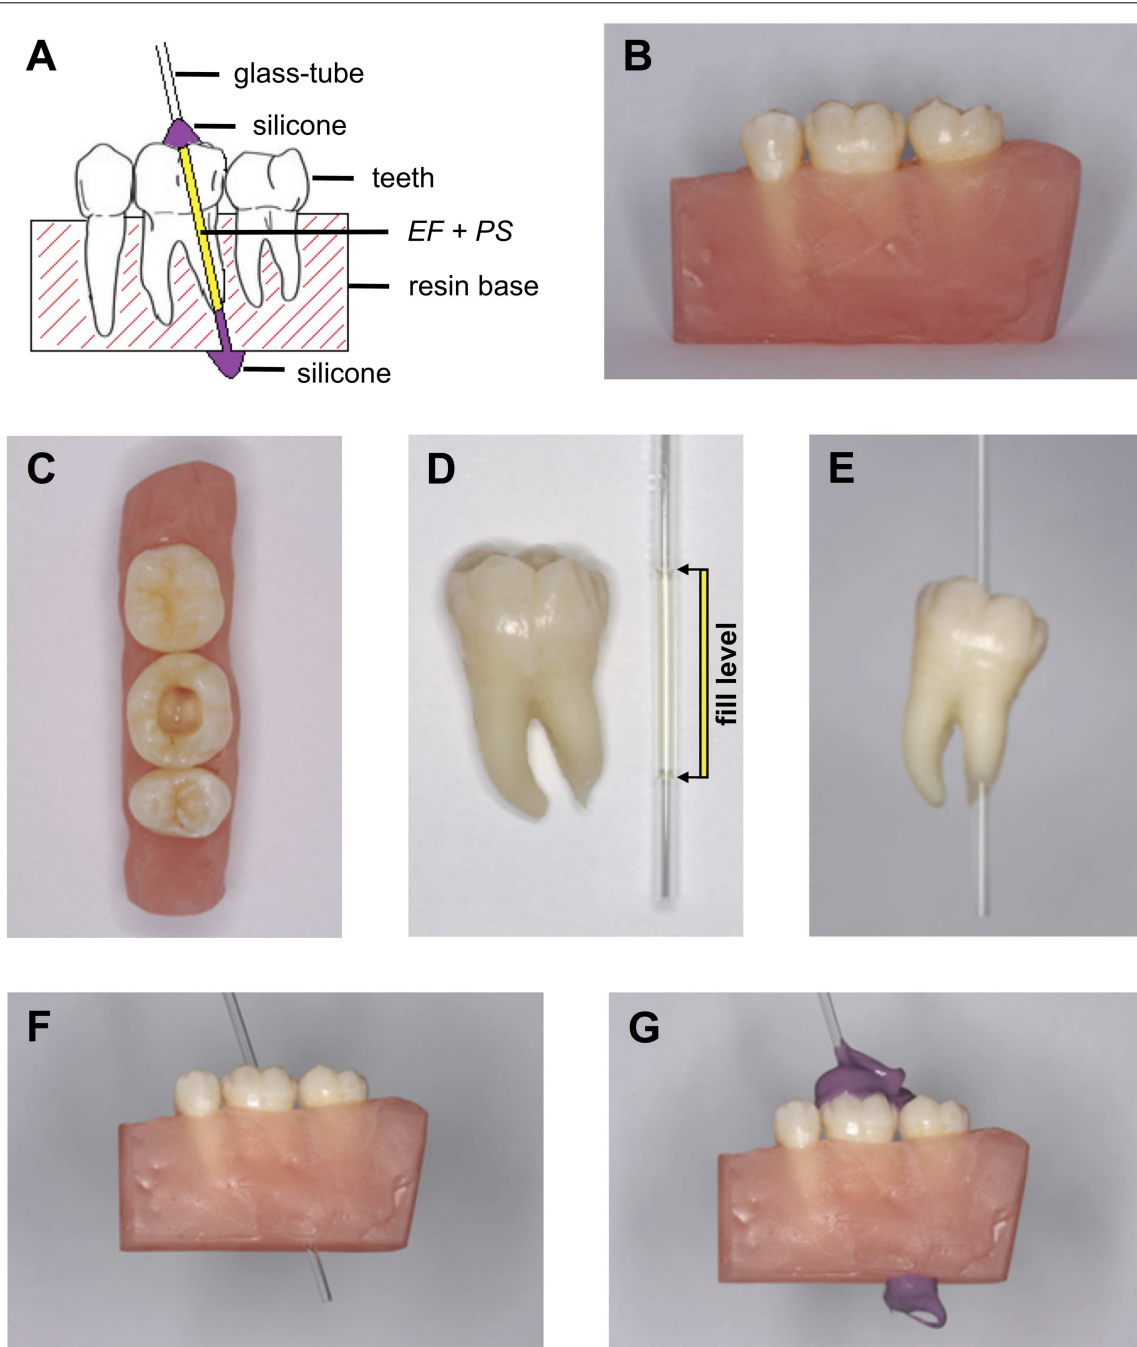 A
glass-tube
silicone
teeth
EF + PS
resin base
silicone
B
C
D
fill level
E
F
G